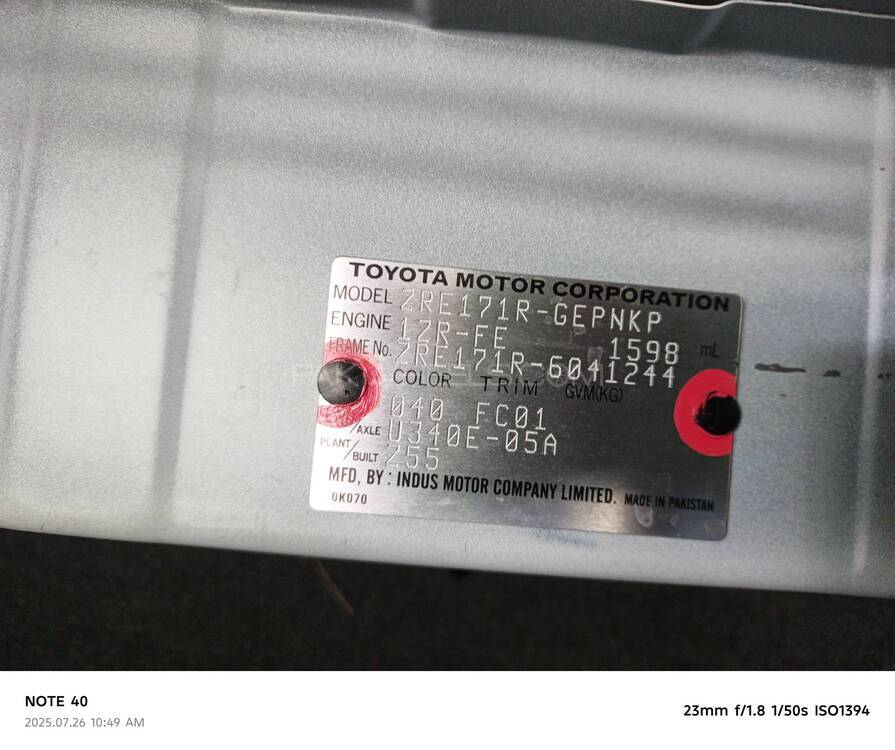 TOYOTA MOTOR CORPORATION
MODEL ZRE171R-GEPNKP
ENGINE 1ZR-FE 1598 mL
FRAME No. ZRE171R-6041244
COLOR TRIM GVM(KG)
040 FC01
/AXLE U340E-05A
PLANT/BUILT Z55
MFD, BY : INDUS MOTOR COMPANY LIMITED. MADE IN PAKISTAN
0K070
NOTE 40
2025.07.26 10:49 AM
23mm f/1.8 1/50s ISO1394